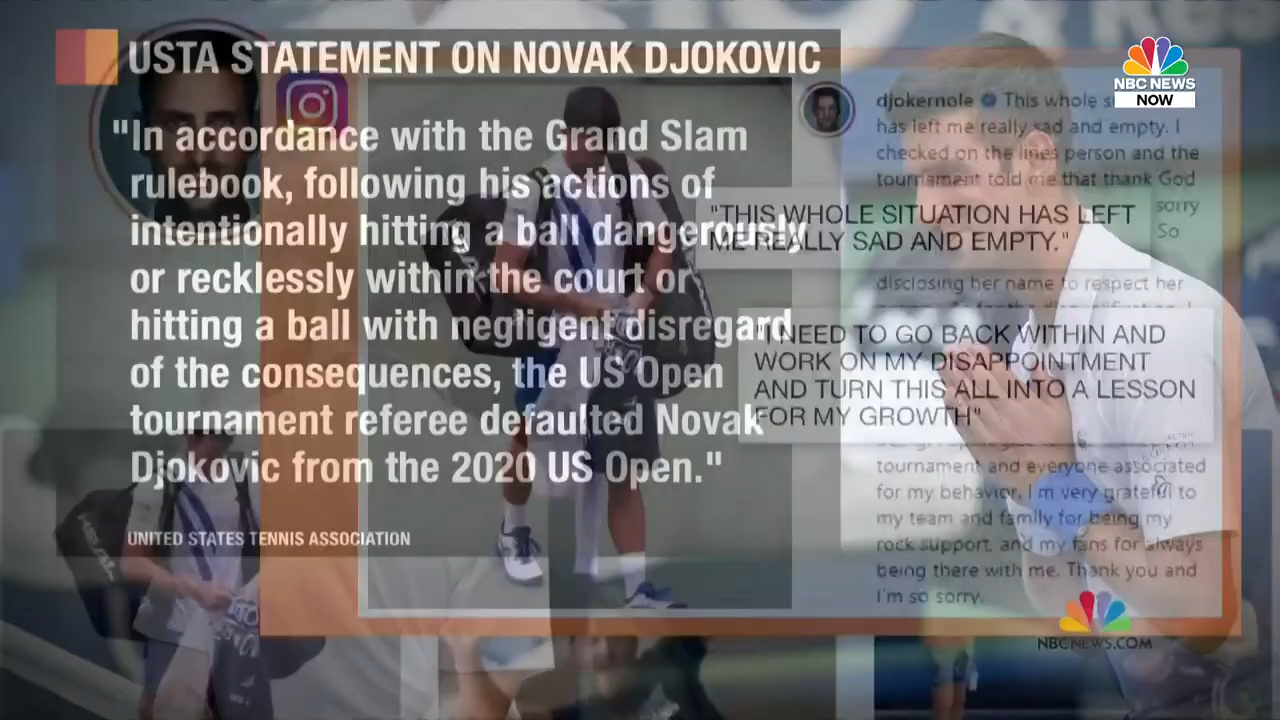 USTA STATEMENT ON NOVAK DJOKOVIC
"In accordance with the Grand Slam
rulebook, following his actions of
intentionally hitting a ball dangerously
or recklessly within the court or
hitting a ball with negligent disregard
of the consequences, the US Open
tournament referee defaulted Novak
Djokovic from the 2020 US Open."
UNITED STATES TENNIS ASSOCIATION
NBC NEWS
NOW
djokernole This whole
has left me really sad and empty. I
checked on the lines person and the
tournament told me that thank God
sorry
So
"THIS WHOLE SITUATION HAS LEFT
ME REALLY SAD AND EMPTY."
disclosing her name to respect her
"I NEED TO GO BACK WITHIN AND
WORK ON MY DISAPPOINTMENT
AND TURN THIS ALL INTO A LESSON
FOR MY GROWTH"
tournament and everyone associated
for my behavior. I m very grateful to
my team and family for being my
rock support, and my fans for always
being there with me. Thank you and
I'm so sorry.
NBCNEWS.COM